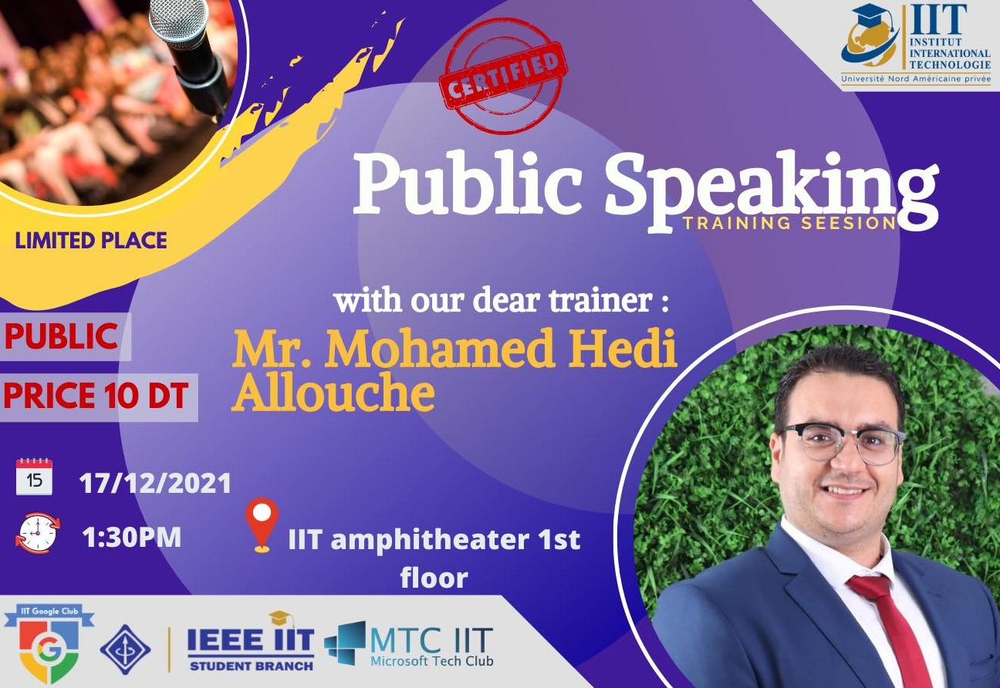 CERTIFIED
IIT
INSTITUT
INTERNATIONAL
TECHNOLOGIE
Université Nord Américaine privée
Public Speaking
TRAINING SEESION
LIMITED PLACE
with our dear trainer :
Mr. Mohamed Hedi
Allouche
PUBLIC
PRICE 10 DT
15
17/12/2021
1:30PM
IIT amphitheater 1st
floor
IIT Google Club
G
IEEE IIT
STUDENT BRANCH
MTC IIT
Microsoft Tech Club